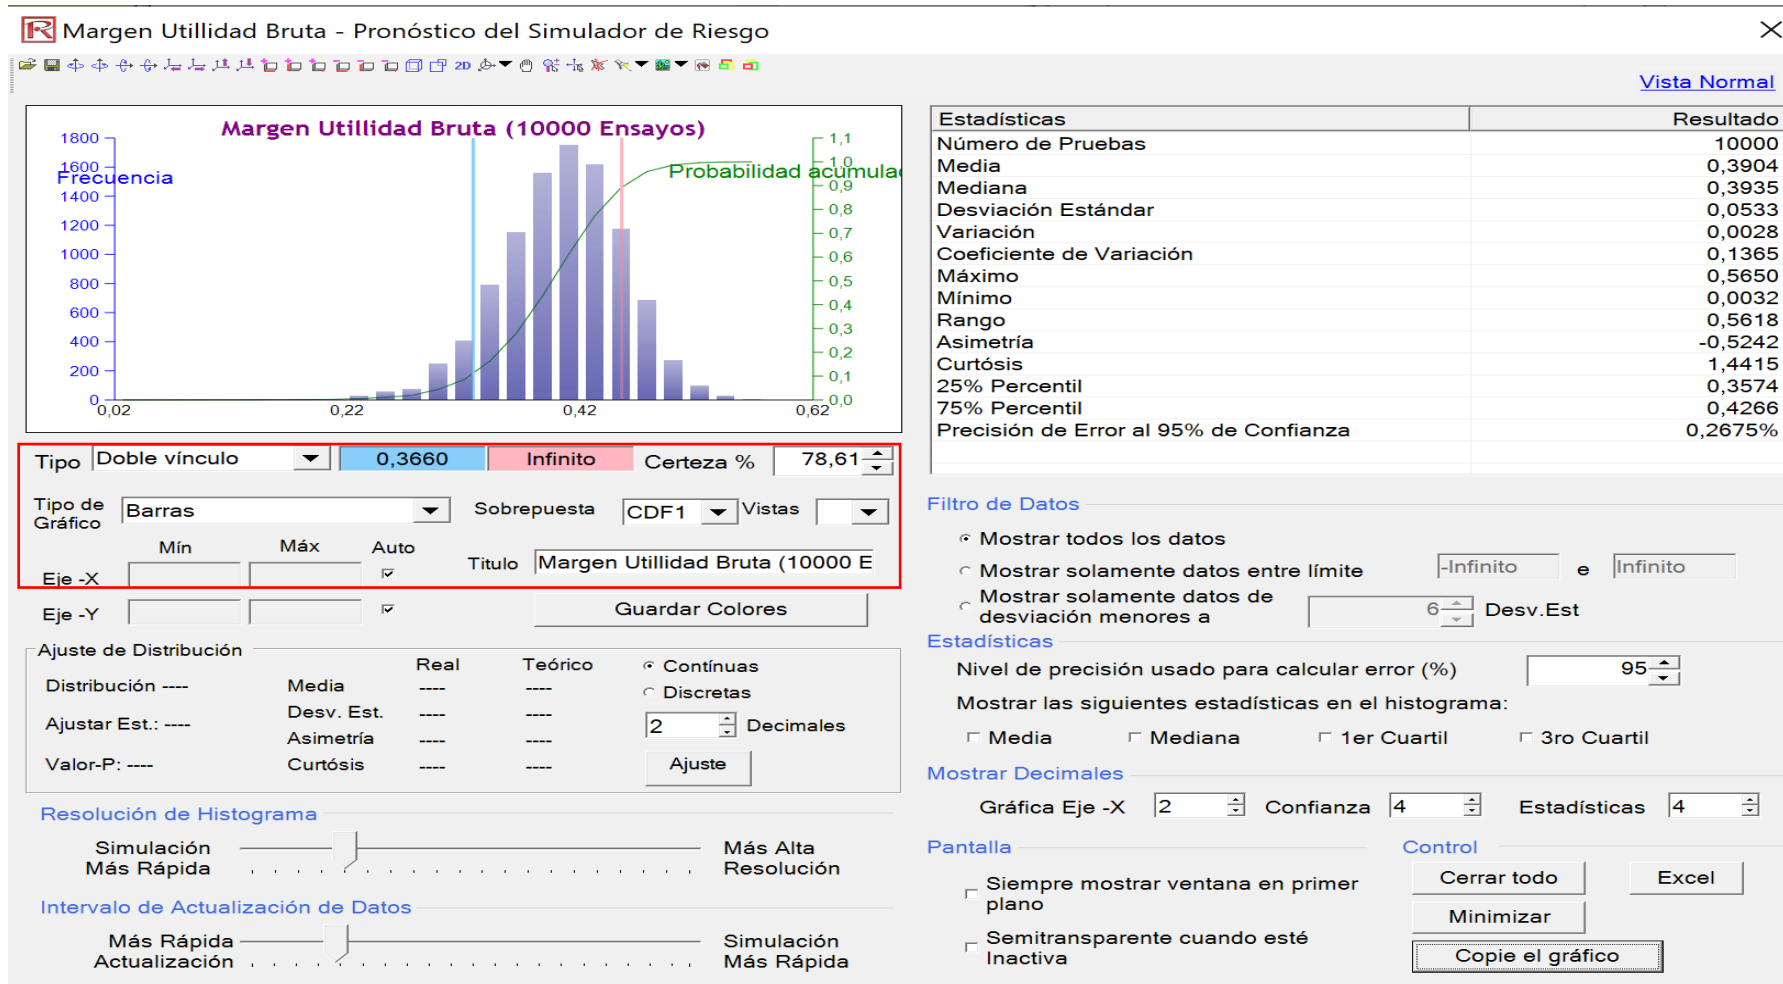 Margen Utillidad Bruta - Pronóstico del Simulador de Riesgo
2D
Vista Normal
Margen Utillidad Bruta (10000 Ensayos)
Frecuencia
Probabilidad acumula
1800
1600
1400
1200
1000
800
600
400
200
0
1,1
1,0
0,9
0,8
0,7
0,6
0,5
0,4
0,3
0,2
0,1
0,0
0,02 0,22 0,42 0,62
Tipo Doble vínculo 0,3660 Infinito Certeza % 78,61
Tipo de Gráfico Barras Sobrepuesta CDF1 Vistas
Mín Máx Auto
Eje -X Titulo Margen Utillidad Bruta (10000 E
Eje -Y Guardar Colores
Ajuste de Distribución
Real Teórico Contínuas
Distribución ---- Media ---- ---- Discretas
Ajustar Est.: ---- Desv. Est. ---- ---- 2 Decimales
Asimetría ---- ----
Valor-P: ---- Curtósis ---- ---- Ajuste
Resolución de Histograma
Simulación Más Rápida Más Alta Resolución
Intervalo de Actualización de Datos
Más Rápida Actualización Simulación Más Rápida
Estadísticas Resultado
Número de Pruebas 10000
Media 0,3904
Mediana 0,3935
Desviación Estándar 0,0533
Variación 0,0028
Coeficiente de Variación 0,1365
Máximo 0,5650
Mínimo 0,0032
Rango 0,5618
Asimetría -0,5242
Curtósis 1,4415
25% Percentil 0,3574
75% Percentil 0,4266
Precisión de Error al 95% de Confianza 0,2675%
Filtro de Datos
Mostrar todos los datos
Mostrar solamente datos entre límite -Infinito e Infinito
Mostrar solamente datos de
desviación menores a 6 Desv.Est
Estadísticas
Nivel de precisión usado para calcular error (%) 95
Mostrar las siguientes estadísticas en el histograma:
Media Mediana 1er Cuartil 3ro Cuartil
Mostrar Decimales
Gráfica Eje -X 2 Confianza 4 Estadísticas 4
Pantalla
Siempre mostrar ventana en primer
plano
Semitransparente cuando esté
Inactiva
Control
Cerrar todo Excel
Minimizar
Copie el gráfico